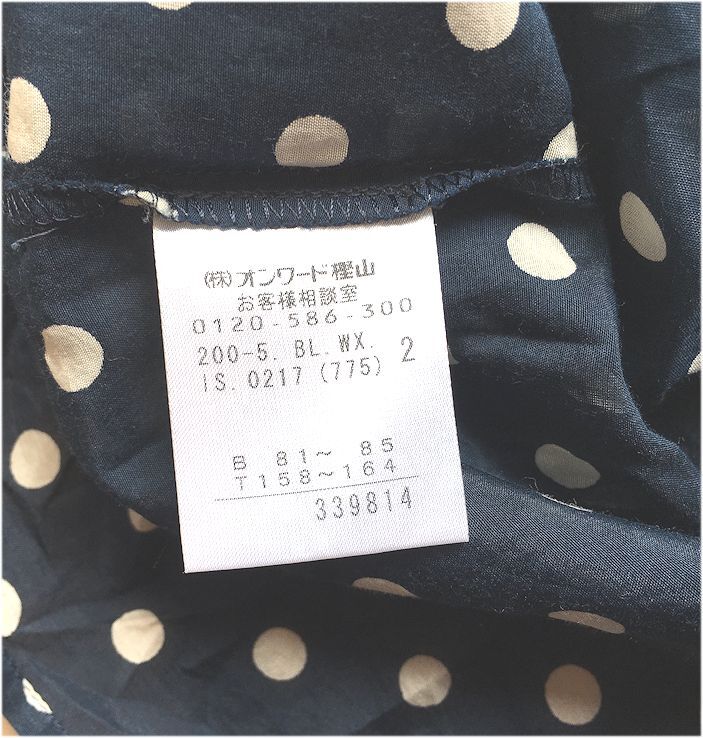 (株)オンワード樫山
お客様相談室
0120-586-300
200-5. BL. WX. 2
IS. 0217 (775)
B 81〜 85
T158〜164
339814